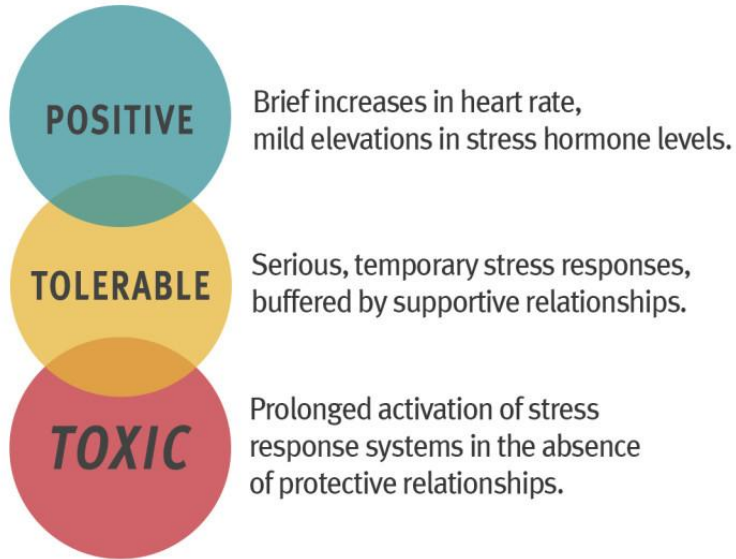 POSITIVE
Brief increases in heart rate,
mild elevations in stress hormone levels.
TOLERABLE
Serious, temporary stress responses,
buffered by supportive relationships.
TOXIC
Prolonged activation of stress
response systems in the absence
of protective relationships.